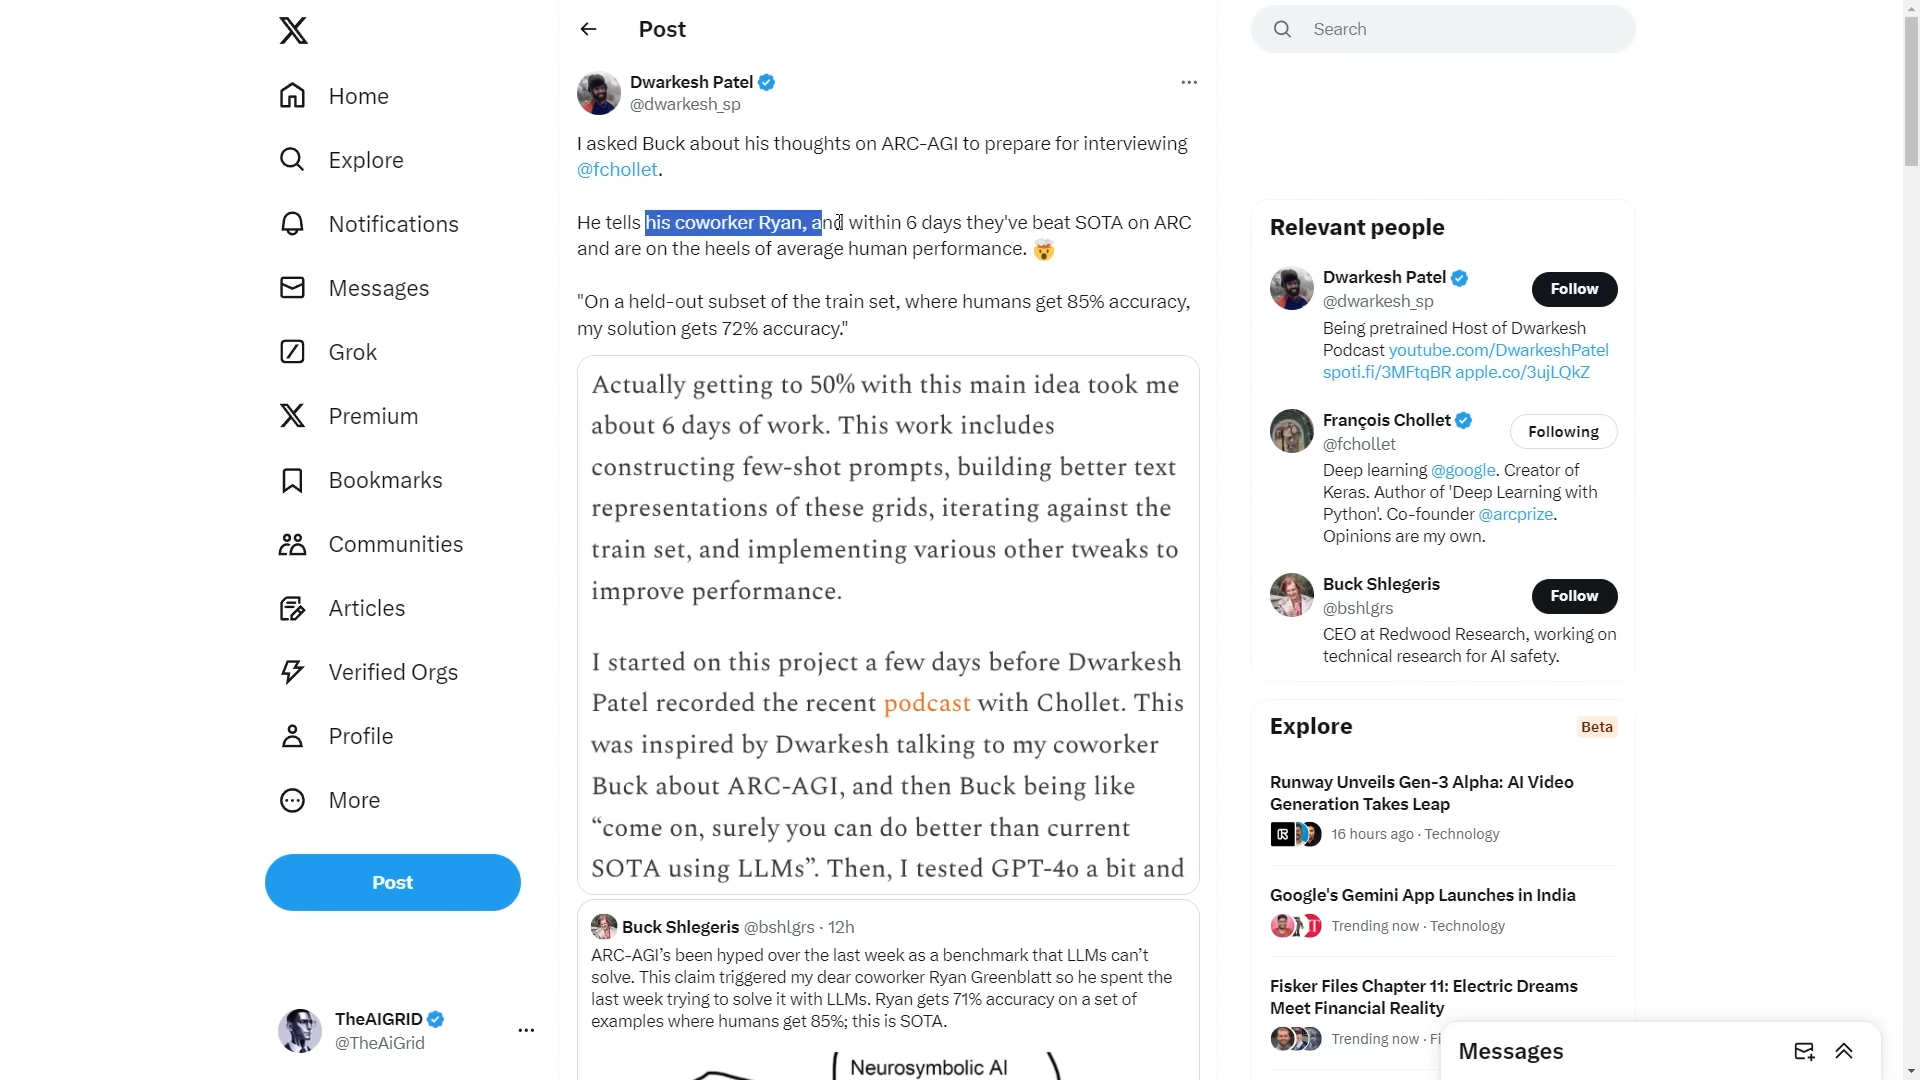 Home
Explore
Notifications
Messages
Grok
Premium
Bookmarks
Communities
Articles
Verified Orgs
Profile
More
Post
TheAIGRID
@TheAiGrid
Post
Dwarkesh Patel
@dwarkesh_sp
I asked Buck about his thoughts on ARC-AGI to prepare for interviewing
@fchollet.
He tells his coworker Ryan, and within 6 days they've beat SOTA on ARC
and are on the heels of average human performance. 🤯
"On a held-out subset of the train set, where humans get 85% accuracy,
my solution gets 72% accuracy."
Actually getting to 50% with this main idea took me
about 6 days of work. This work includes
constructing few-shot prompts, building better text
representations of these grids, iterating against the
train set, and implementing various other tweaks to
improve performance.
I started on this project a few days before Dwarkesh
Patel recorded the recent podcast with Chollet. This
was inspired by Dwarkesh talking to my coworker
Buck about ARC-AGI, and then Buck being like
“come on, surely you can do better than current
SOTA using LLMs”. Then, I tested GPT-4o a bit and
Buck Shlegeris @bshlgrs · 12h
ARC-AGI’s been hyped over the last week as a benchmark that LLMs can’t
solve. This claim triggered my dear coworker Ryan Greenblatt so he spent the
last week trying to solve it with LLMs. Ryan gets 71% accuracy on a set of
examples where humans get 85%; this is SOTA.
Neurosymbolic AI
Search
Relevant people
Dwarkesh Patel
@dwarkesh_sp
Follow
Being pretrained Host of Dwarkesh
Podcast youtube.com/DwarkeshPatel
spoti.fi/3MFtqBR apple.co/3ujLQkZ
François Chollet
@fchollet
Following
Deep learning @google. Creator of
Keras. Author of 'Deep Learning with
Python'. Co-founder @arcprize.
Opinions are my own.
Buck Shlegeris
@bshlgrs
Follow
CEO at Redwood Research, working on
technical research for AI safety.
Explore
Beta
Runway Unveils Gen-3 Alpha: AI Video
Generation Takes Leap
16 hours ago · Technology
Google's Gemini App Launches in India
Trending now · Technology
Fisker Files Chapter 11: Electric Dreams
Meet Financial Reality
Trending now · Fi
Messages